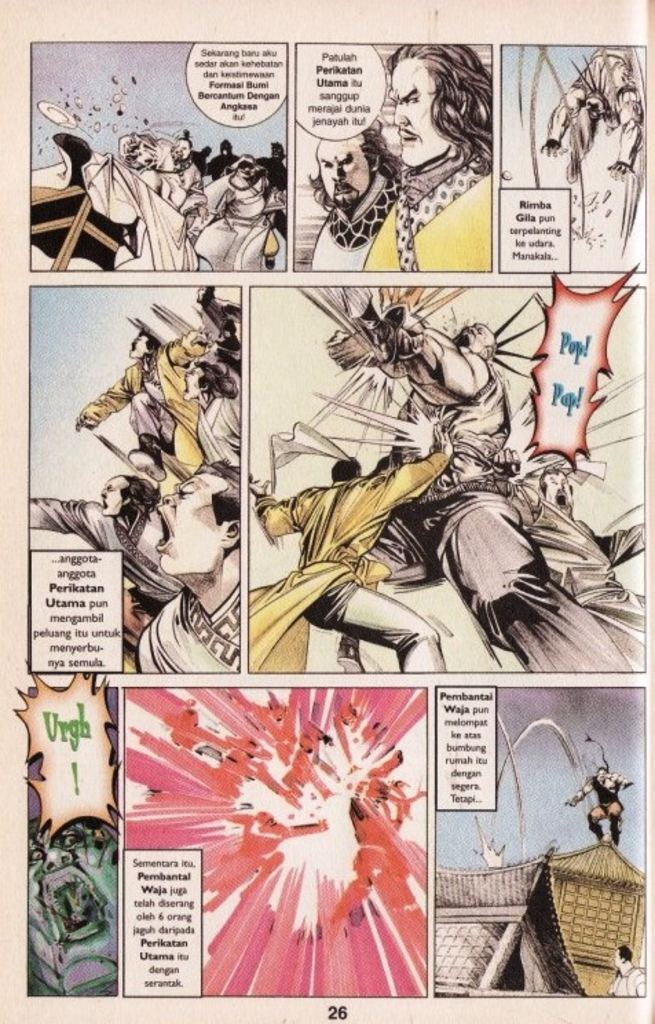 Sekarang baru aku
sedar akan kehebatan
dan keistimewaan
Formasi Bumi
Bercantum Dengan
Angkasa
itu!
Patulah
Perikatan
Utama itu
sanggup
merajai dunia
jenayah itu!
Rimba
Gila pun
terpelanting
ke udara.
Manakala...
...anggota-
anggota
Perikatan
Utama pun
mengambil
peluang itu untuk
menyerbu-
nya semula.
Pop!
Pap!
Urgh
!
Sementara itu,
Pembantai
Waja juga
telah diserang
oleh 6 orang
jaguh daripada
Perikatan
Utama itu
dengan
serantak.
Pembantai
Waja pun
melompat
ke atas
bumbung
rumah itu
dengan
segera.
Tetapi...
26